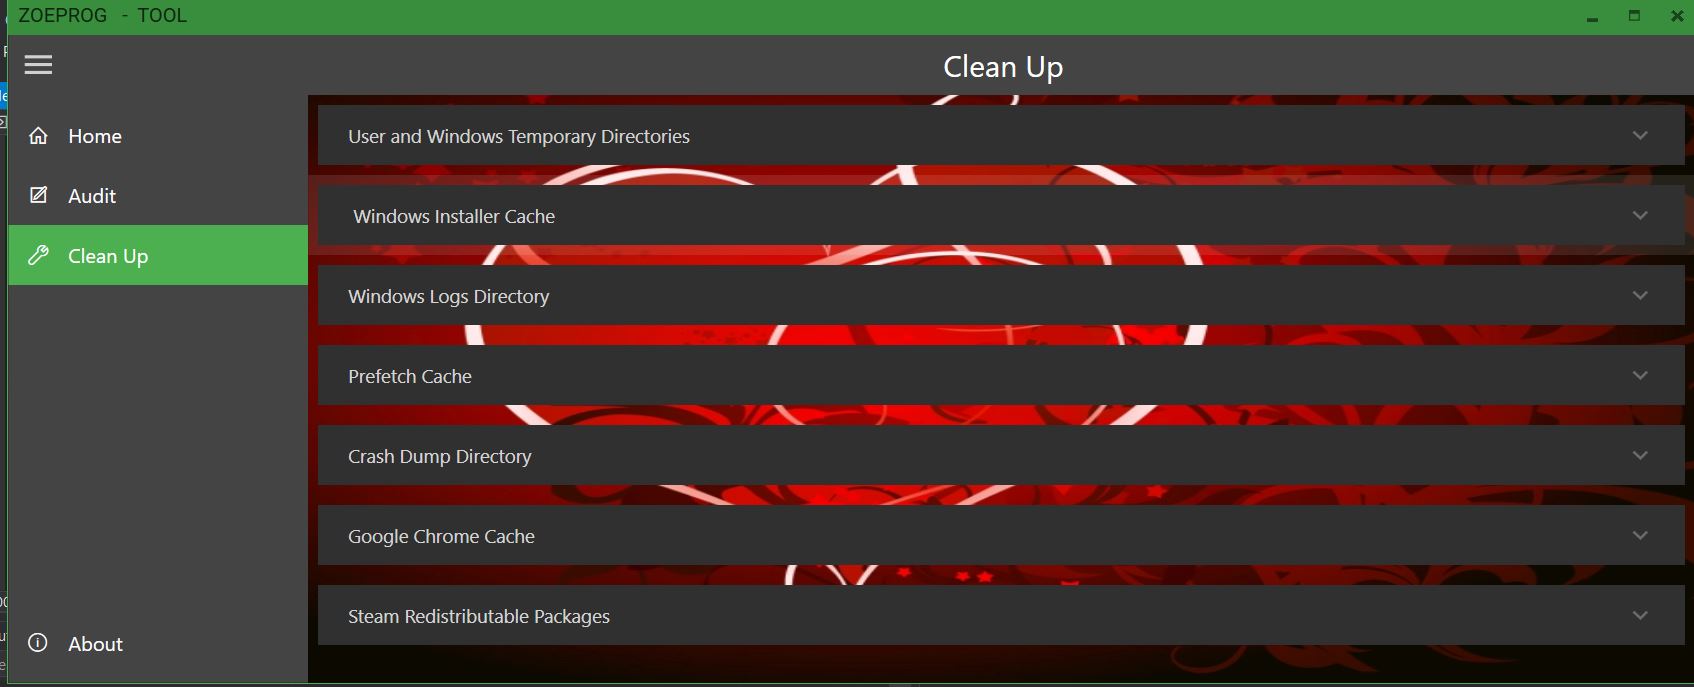 ZOEPROG - TOOL
Clean Up
Home
Audit
Clean Up
About
User and Windows Temporary Directories
Windows Installer Cache
Windows Logs Directory
Prefetch Cache
Crash Dump Directory
Google Chrome Cache
Steam Redistributable Packages